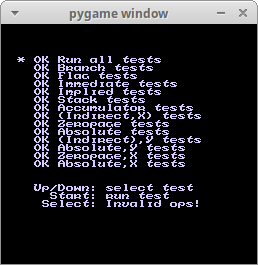 pygame window
* OK Run all tests
OK Branch tests
OK Flag tests
OK Immediate tests
OK Implied tests
OK Stack tests
OK Accumulator tests
OK (Indirect,X) tests
OK Zeropage tests
OK Absolute tests
OK (Indirect),Y tests
OK Absolute,Y tests
OK Zeropage,X tests
OK Absolute,X tests
Up/Down: select test
Start: run test
Select: Invalid ops!